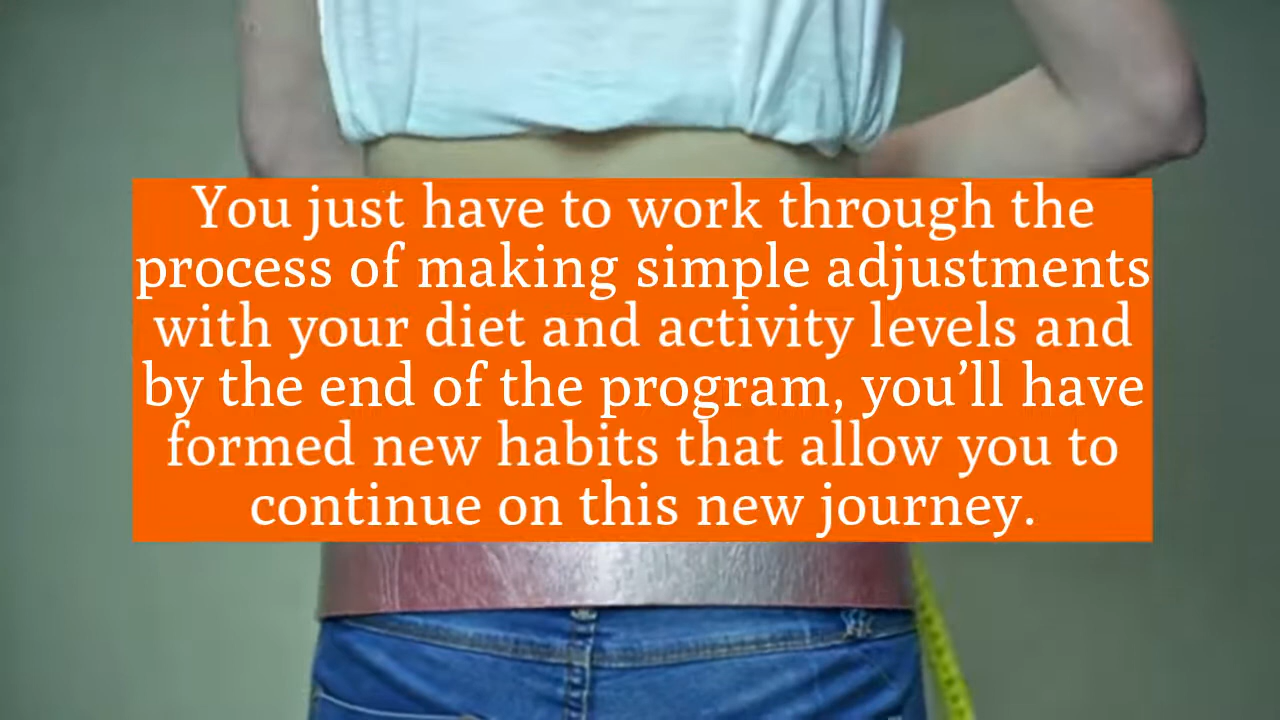 You just have to work through the
process of making simple adjustments
with your diet and activity levels and
by the end of the program, you’ll have
formed new habits that allow you to
continue on this new journey.